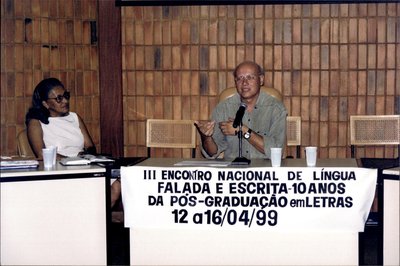 III ENCONTRO NACIONAL DE LÍNGUA
FALADA E ESCRITA-10 ANOS
DA PÓS-GRADUAÇÃO em LETRAS
12 a 16/04/99